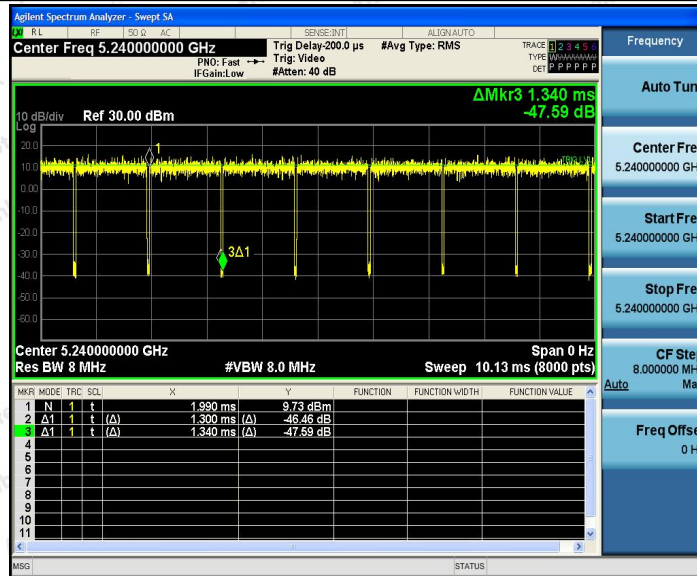 Agilent Spectrum Analyzer - Swept SA
LXI RL RF 50 Ω AC SENSE:INT ALIGNAUTO
Center Freq 5.240000000 GHz
PNO: Fast
IFGain:Low
Trig Delay-200.0 µs
Trig: Video
#Atten: 40 dB
#Avg Type: RMS
TRACE 1 2 3 4 5 6
TYPE
DET P P P P P P
ΔMkr3 1.340 ms
-47.59 dB
10 dB/div Ref 30.00 dBm
Log
20.0
10.0
0.00
-10.0
-20.0
-30.0
-40.0
-50.0
-60.0
1
3Δ1
Center 5.240000000 GHz Span 0 Hz
Res BW 8 MHz #VBW 8.0 MHz Sweep 10.13 ms (8000 pts)
MKR MODE TRC SCL X Y FUNCTION FUNCTION WIDTH FUNCTION VALUE
1 N 1 t 1.990 ms 9.73 dBm
2 Δ1 1 t (Δ) 1.300 ms (Δ) -46.46 dB
3 Δ1 1 t (Δ) 1.340 ms (Δ) -47.59 dB
4
5
6
7
8
9
10
11
MSG STATUS
Frequency
Auto Tun
Center Fre
5.240000000 GH
Start Fre
5.240000000 GH
Stop Fre
5.240000000 GH
CF Ste
8.000000 MH
Auto Ma
Freq Offse
0 H